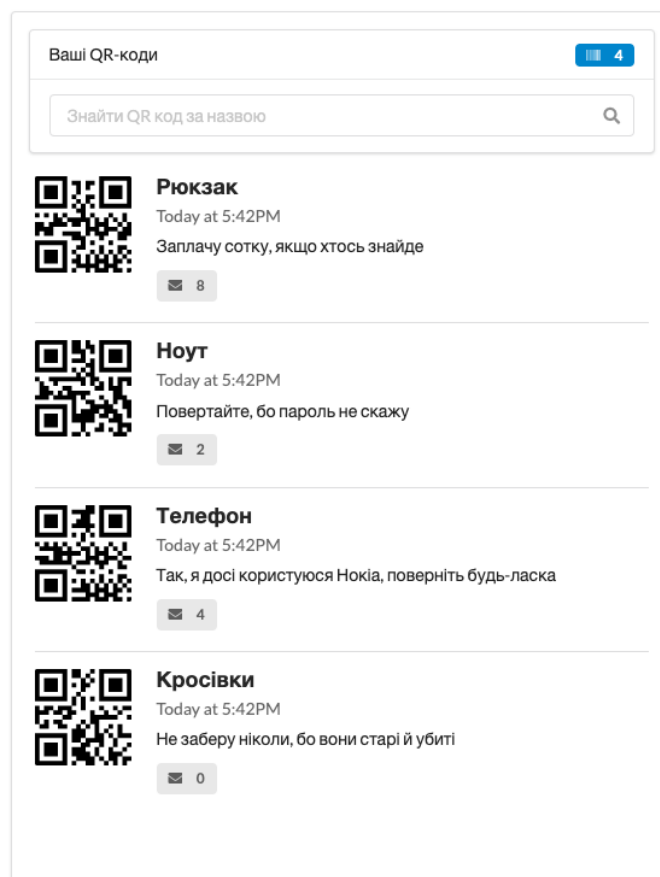 Ваші QR-коди
4
Знайти QR код за назвою
Рюкзак
Today at 5:42PM
Заплачу сотку, якщо хтось знайде
8
Ноут
Today at 5:42PM
Повертайте, бо пароль не скажу
2
Телефон
Today at 5:42PM
Так, я досі користуюся Нокіа, поверніть будь-ласка
4
Кросівки
Today at 5:42PM
Не заберу ніколи, бо вони старі й убиті
0